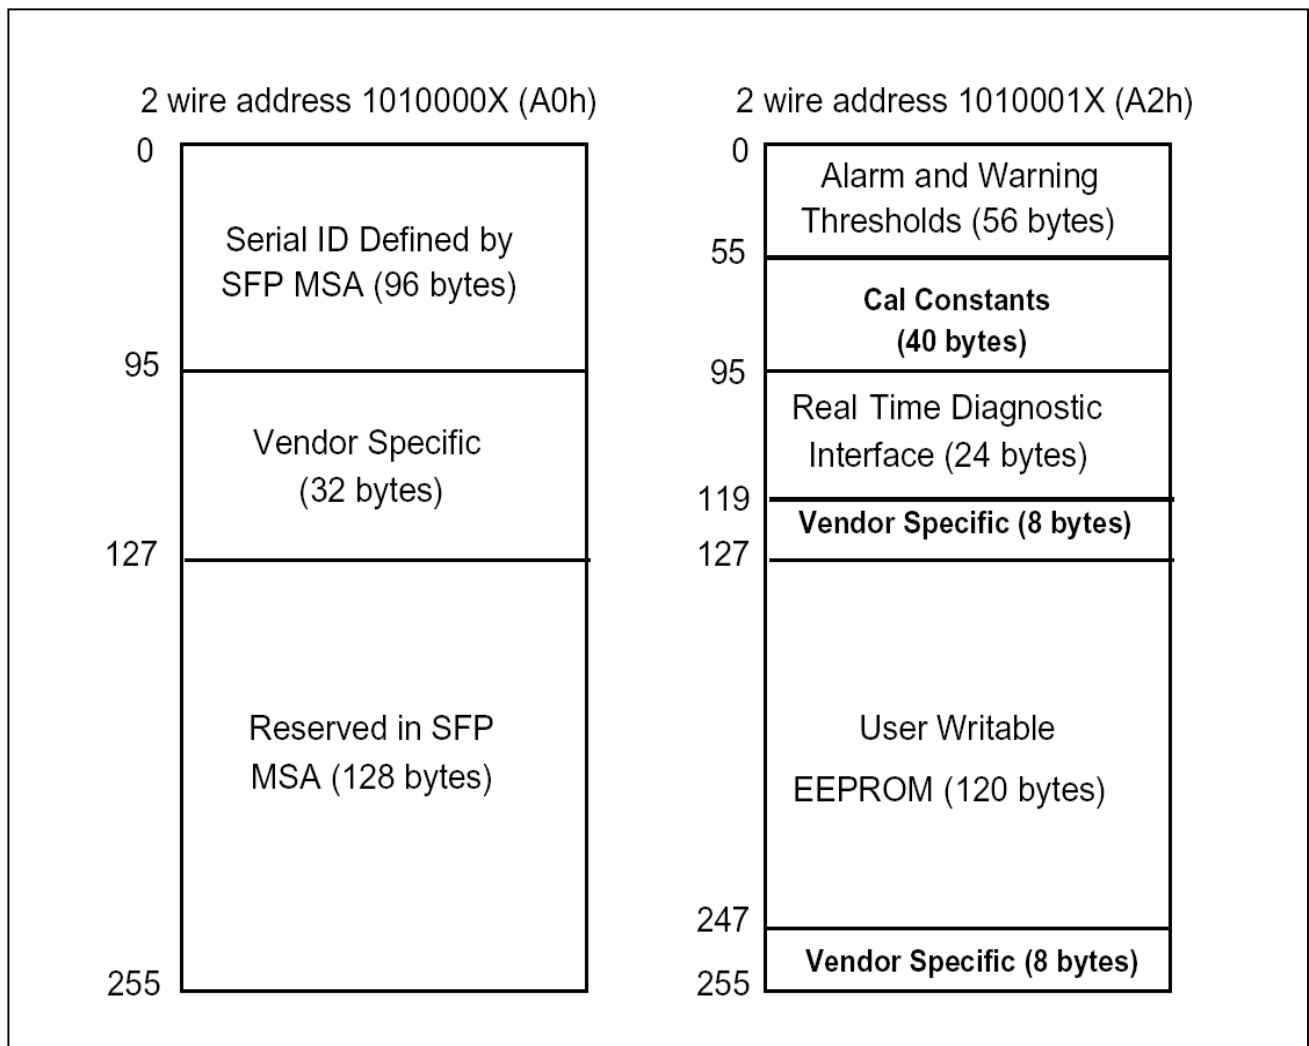 2 wire address 1010000X (A0h)
0
Serial ID Defined by
SFP MSA (96 bytes)
95
Vendor Specific
(32 bytes)
127
Reserved in SFP
MSA (128 bytes)
255
2 wire address 1010001X (A2h)
0
Alarm and Warning
Thresholds (56 bytes)
55
Cal Constants
(40 bytes)
95
Real Time Diagnostic
Interface (24 bytes)
119
Vendor Specific (8 bytes)
127
User Writable
EEPROM (120 bytes)
247
Vendor Specific (8 bytes)
255